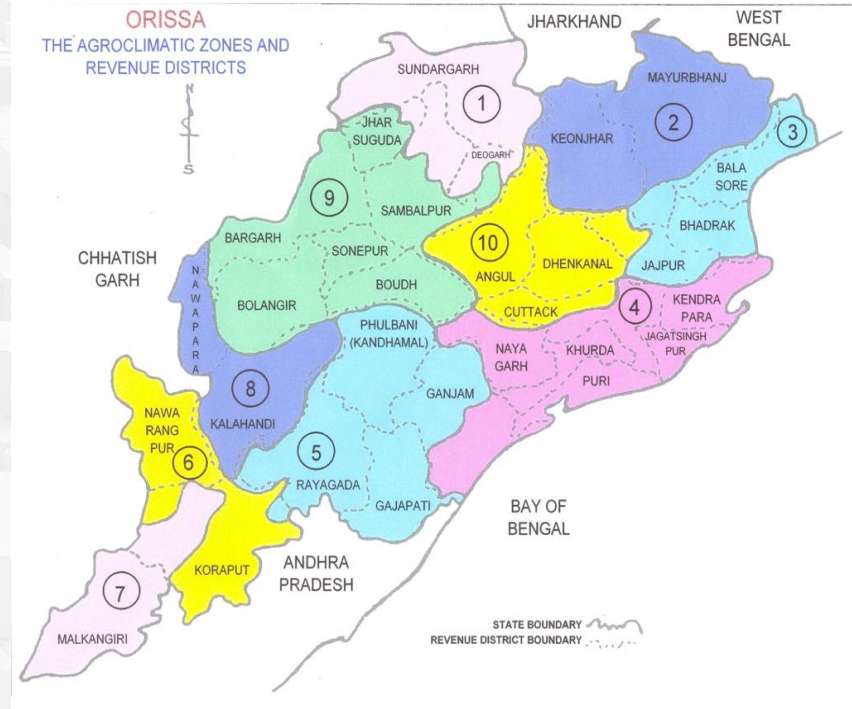 ORISSA
THE AGROCLIMATIC ZONES AND
REVENUE DISTRICTS
N
S
JHARKHAND
WEST
BENGAL
CHHATISH
GARH
ANDHRA
PRADESH
BAY OF
BENGAL
SUNDARGARH
1
DEOGARH
MAYURBHANJ
2
KEONJHAR
3
BALA
SORE
BHADRAK
JAJPUR
4
KENDRA
PARA
JAGATSINGH
PUR
NAYA
GARH
KHURDA
PURI
PHULBANI
(KANDHAMAL)
GANJAM
5
RAYAGADA
GAJAPATI
NAWA
RANG
PUR
6
KORAPUT
7
MALKANGIRI
NAWAPARA
8
KALAHANDI
JHAR
SUGUDA
9
SAMBALPUR
BARGARH
SONEPUR
BOLANGIR
BOUDH
10
ANGUL
DHENKANAL
CUTTACK
STATE BOUNDARY
REVENUE DISTRICT BOUNDARY